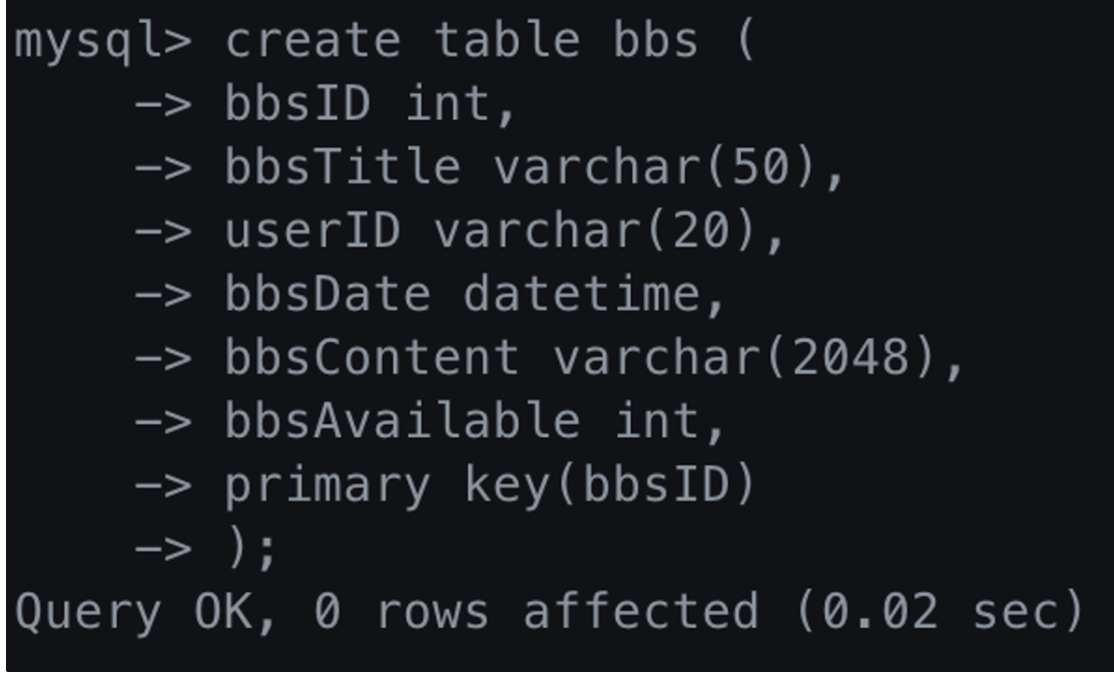 mysql> create table bbs (
    -> bbsID int,
    -> bbsTitle varchar(50),
    -> userID varchar(20),
    -> bbsDate datetime,
    -> bbsContent varchar(2048),
    -> bbsAvailable int,
    -> primary key(bbsID)
    -> );
Query OK, 0 rows affected (0.02 sec)